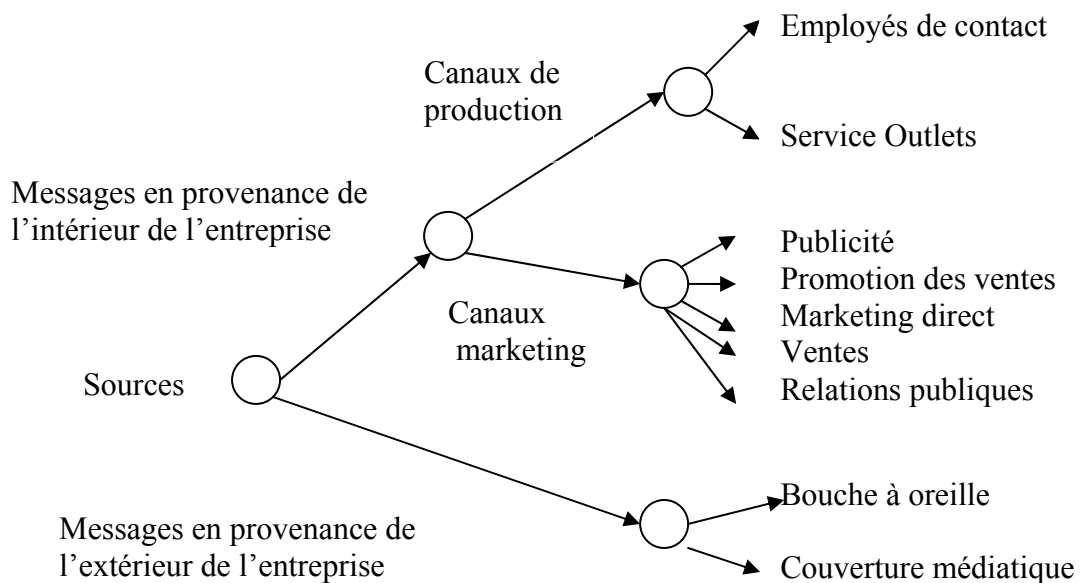 Employés de contact
Canaux de
production
Service Outlets
Messages en provenance de
l’intérieur de l’entreprise
Publicité
Promotion des ventes
Canaux
marketing
Marketing direct
Ventes
Relations publiques
Sources
Bouche à oreille
Messages en provenance de
l’extérieur de l’entreprise
Couverture médiatique